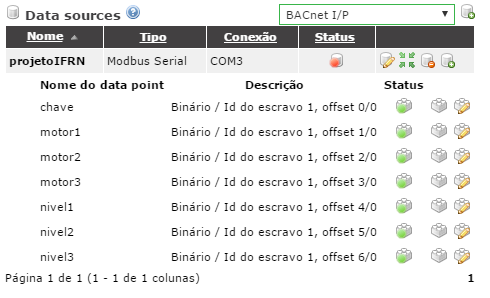 Data sources BACnet I/P
Nome Tipo Conexão Status
projetoIFRN Modbus Serial COM3
Nome do data point Descrição Status
chave Binário / Id do escravo 1, offset 0/0
motor1 Binário / Id do escravo 1, offset 1/0
motor2 Binário / Id do escravo 1, offset 2/0
motor3 Binário / Id do escravo 1, offset 3/0
nivel1 Binário / Id do escravo 1, offset 4/0
nivel2 Binário / Id do escravo 1, offset 5/0
nivel3 Binário / Id do escravo 1, offset 6/0
Página 1 de 1 (1 - 1 de 1 colunas) 1